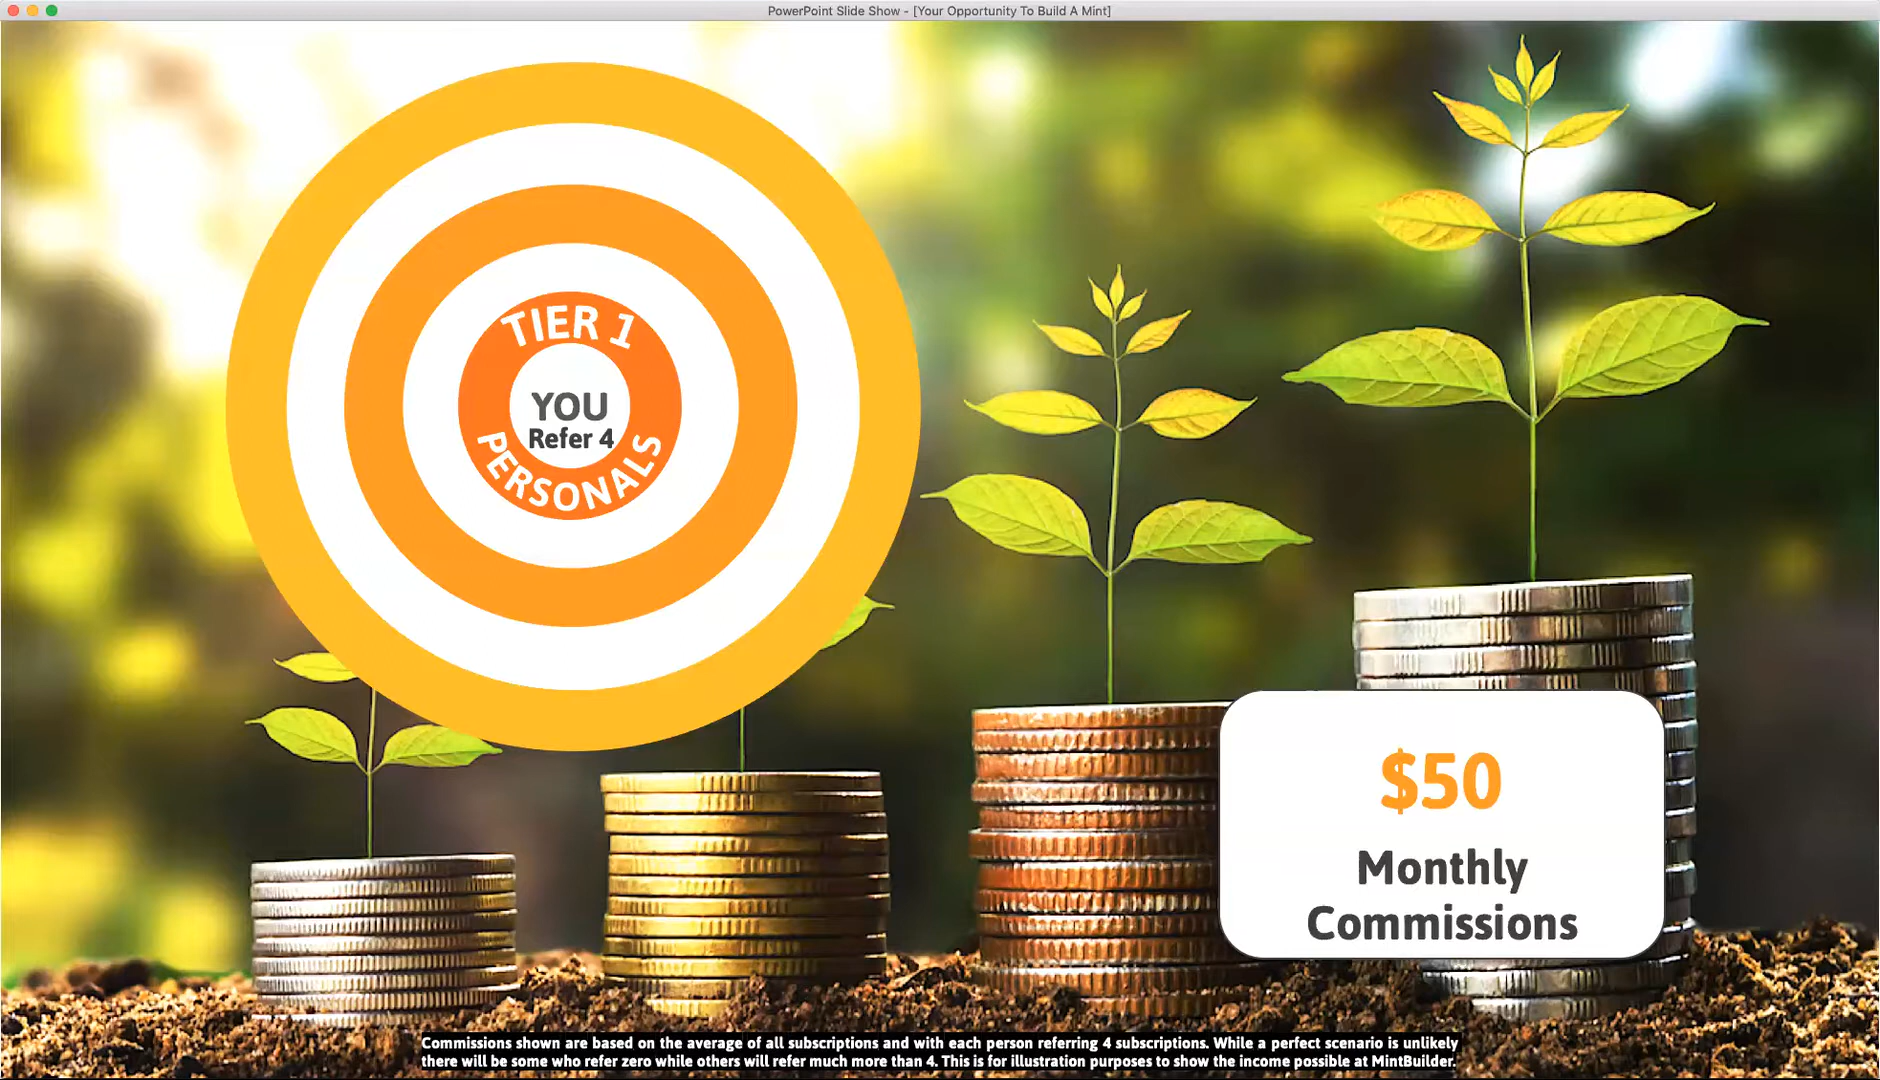 PowerPoint Slide Show - [Your Opportunity To Build A Mint]
TIER 1
YOU
Refer 4
PERSONALS
$50
Monthly
Commissions
Commissions shown are based on the average of all subscriptions and with each person referring 4 subscriptions. While a perfect scenario is unlikely
there will be some who refer zero while others will refer much more than 4. This is for illustration purposes to show the income possible at MintBuilder.